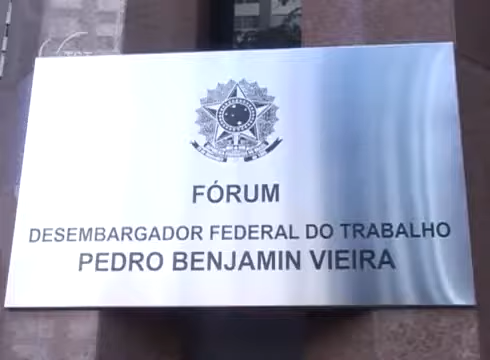 FÓRUM
DESEMBARGADOR FEDERAL DO TRABALHO
PEDRO BENJAMIN VIEIRA